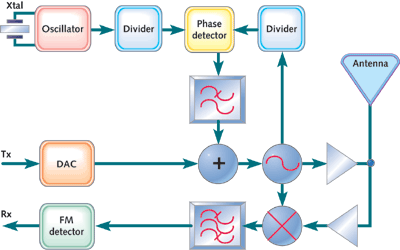 Xtal
Oscillator
Divider
Phase
detector
Divider
Antenna
Tx
DAC
+
Rx
FM
detector